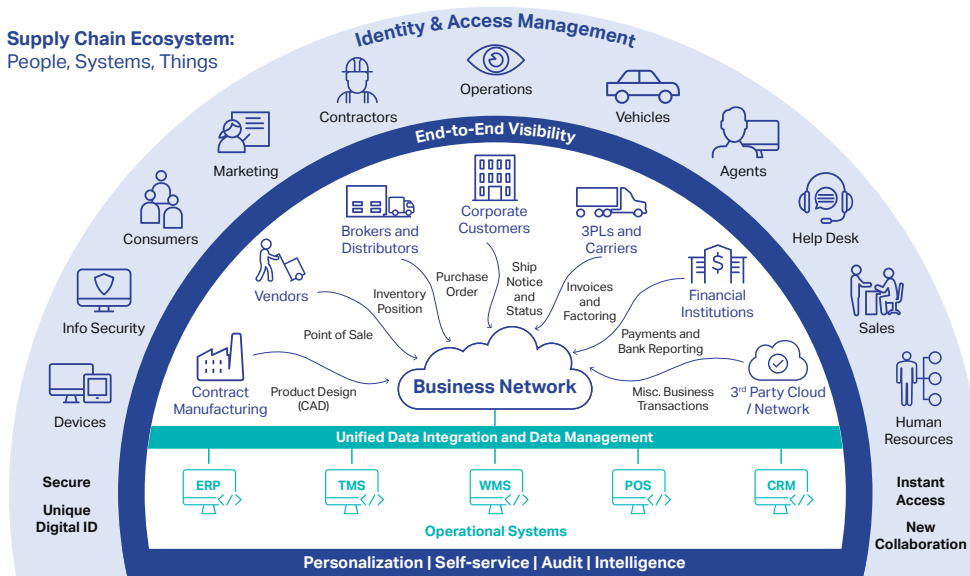 Supply Chain Ecosystem:
People, Systems, Things
Identity & Access Management
Operations
Contractors
Vehicles
Marketing
Agents
Consumers
Help Desk
Info Security
Sales
Devices
Human
Resources
Secure
Unique
Digital ID
Instant
Access
New
Collaboration
End-to-End Visibility
Corporate
Customers
Brokers and
Distributors
3PLs and
Carriers
Vendors
Financial
Institutions
Contract
Manufacturing
3rd Party Cloud
/ Network
Product Design
(CAD)
Point of Sale
Inventory
Position
Purchase
Order
Ship
Notice
and
Status
Invoices
and
Factoring
Payments and
Bank Reporting
Misc. Business
Transactions
Business Network
Unified Data Integration and Data Management
ERP
TMS
WMS
POS
CRM
Operational Systems
Personalization | Self-service | Audit | Intelligence